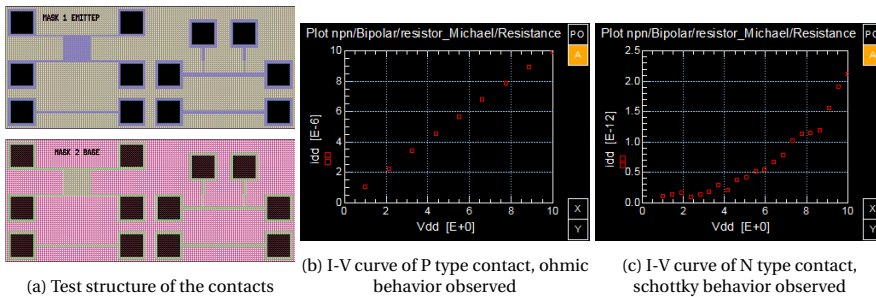 MASK 1 EMITTEP
MASK 2 BASE
(a) Test structure of the contacts
Plot npn/Bipolar/resistor_Michael/Resistance
PO
A
10
8
6
4
2
0
idd [E-6]
0
2
4
6
8
10
Vdd [E+0]
X
Y
(b) I-V curve of P type contact, ohmic
behavior observed
Plot npn/Bipolar/resistor_Michael/Resistance
PO
A
2.5
2.0
1.5
1.0
0.5
0.0
idd [E-12]
0
2
4
6
8
10
Vdd [E+0]
X
Y
(c) I-V curve of N type contact,
schottky behavior observed